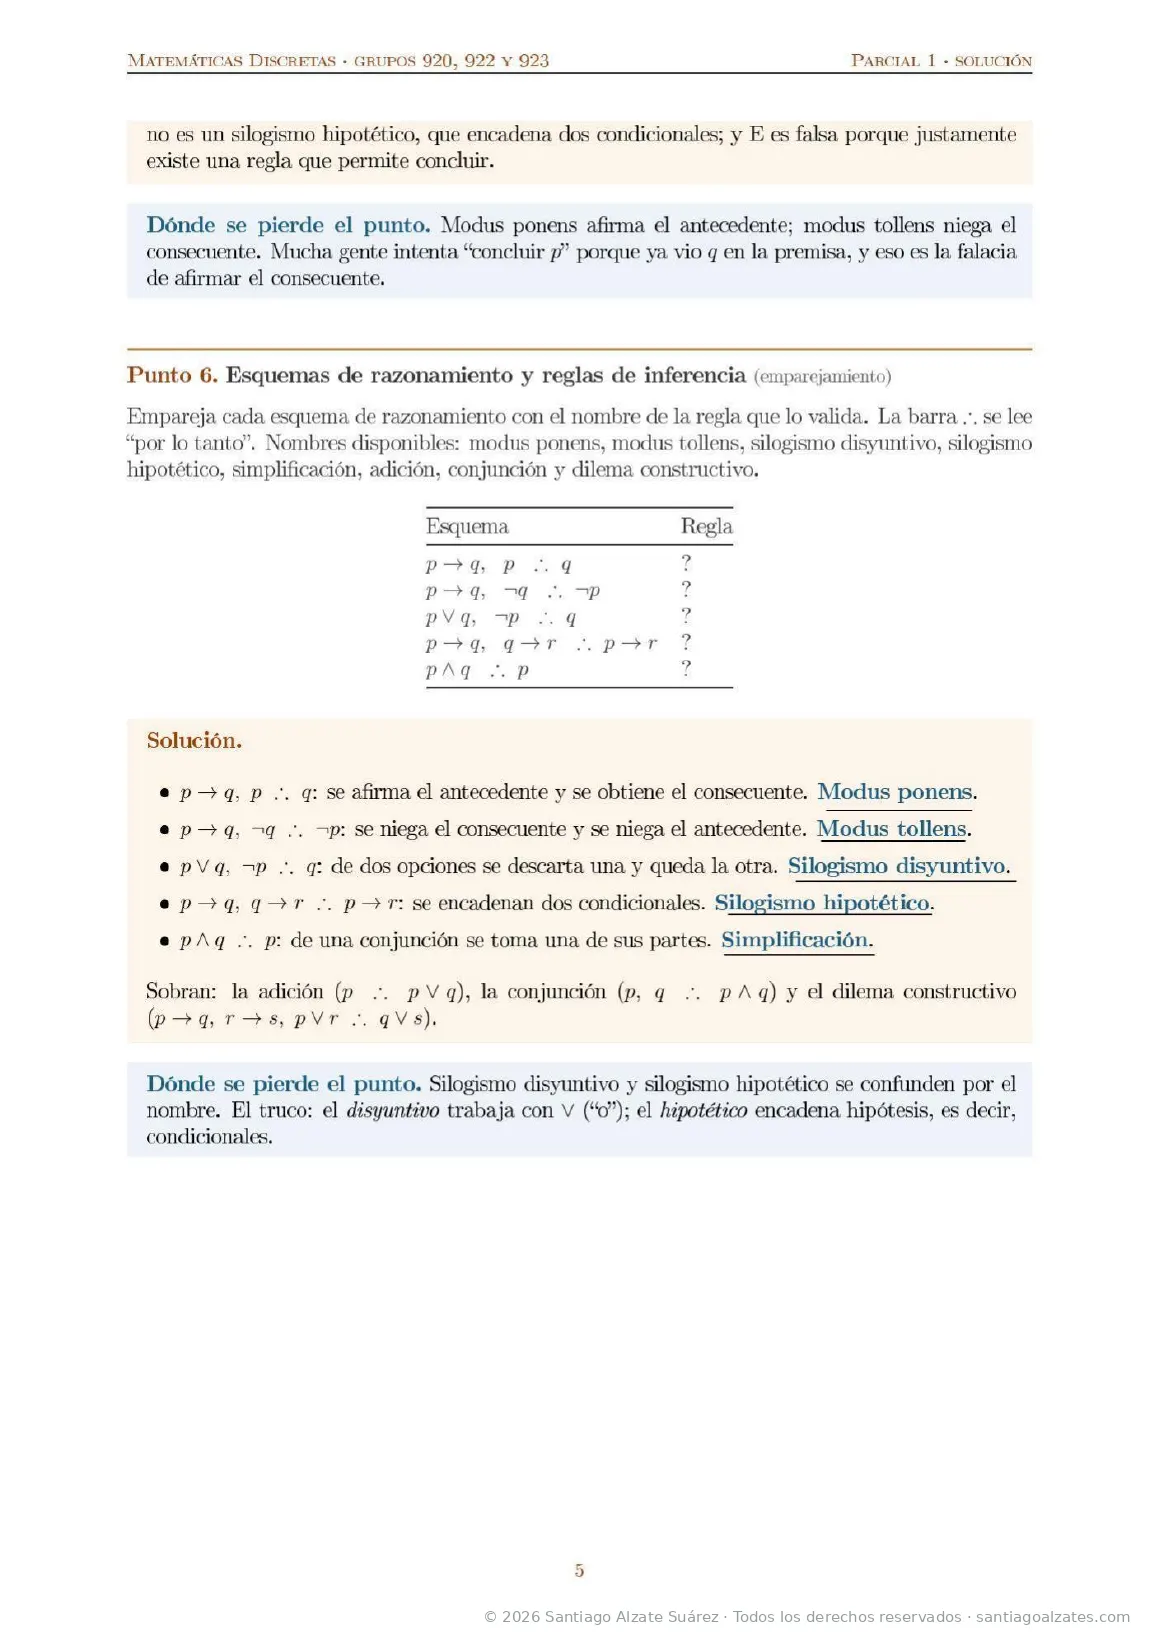 Matemáticas Discretas · grupos 920, 922 y 923 Parcial 1 · solución
no es un silogismo hipotético, que encadena dos condicionales; y E es falsa porque justamente
existe una regla que permite concluir.
Dónde se pierde el punto. Modus ponens afirma el antecedente; modus tollens niega el
consecuente. Mucha gente intenta “concluir p” porque ya vio q en la premisa, y eso es la falacia
de afirmar el consecuente.
Punto 6. Esquemas de razonamiento y reglas de inferencia (emparejamiento)
Empareja cada esquema de razonamiento con el nombre de la regla que lo valida. La barra ∴ se lee
“por lo tanto”. Nombres disponibles: modus ponens, modus tollens, silogismo disyuntivo, silogismo
hipotético, simplificación, adición, conjunción y dilema constructivo.
Esquema Regla
p → q, p ∴ q ?
p → q, ¬q ∴ ¬p ?
p ∨ q, ¬p ∴ q ?
p → q, q → r ∴ p → r ?
p ∧ q ∴ p ?
Solución.
• p → q, p ∴ q: se afirma el antecedente y se obtiene el consecuente. Modus ponens.
• p → q, ¬q ∴ ¬p: se niega el consecuente y se niega el antecedente. Modus tollens.
• p ∨ q, ¬p ∴ q: de dos opciones se descarta una y queda la otra. Silogismo disyuntivo.
• p → q, q → r ∴ p → r: se encadenan dos condicionales. Silogismo hipotético.
• p ∧ q ∴ p: de una conjunción se toma una de sus partes. Simplificación.
Sobran: la adición (p ∴ p ∨ q), la conjunción (p, q ∴ p ∧ q) y el dilema constructivo
(p → q, r → s, p ∨ r ∴ q ∨ s).
Dónde se pierde el punto. Silogismo disyuntivo y silogismo hipotético se confunden por el
nombre. El truco: el disyuntivo trabaja con ∨ (“o”); el hipotético encadena hipótesis, es decir,
condicionales.
5
© 2026 Santiago Alzate Suárez · Todos los derechos reservados · santiagoalzates.com